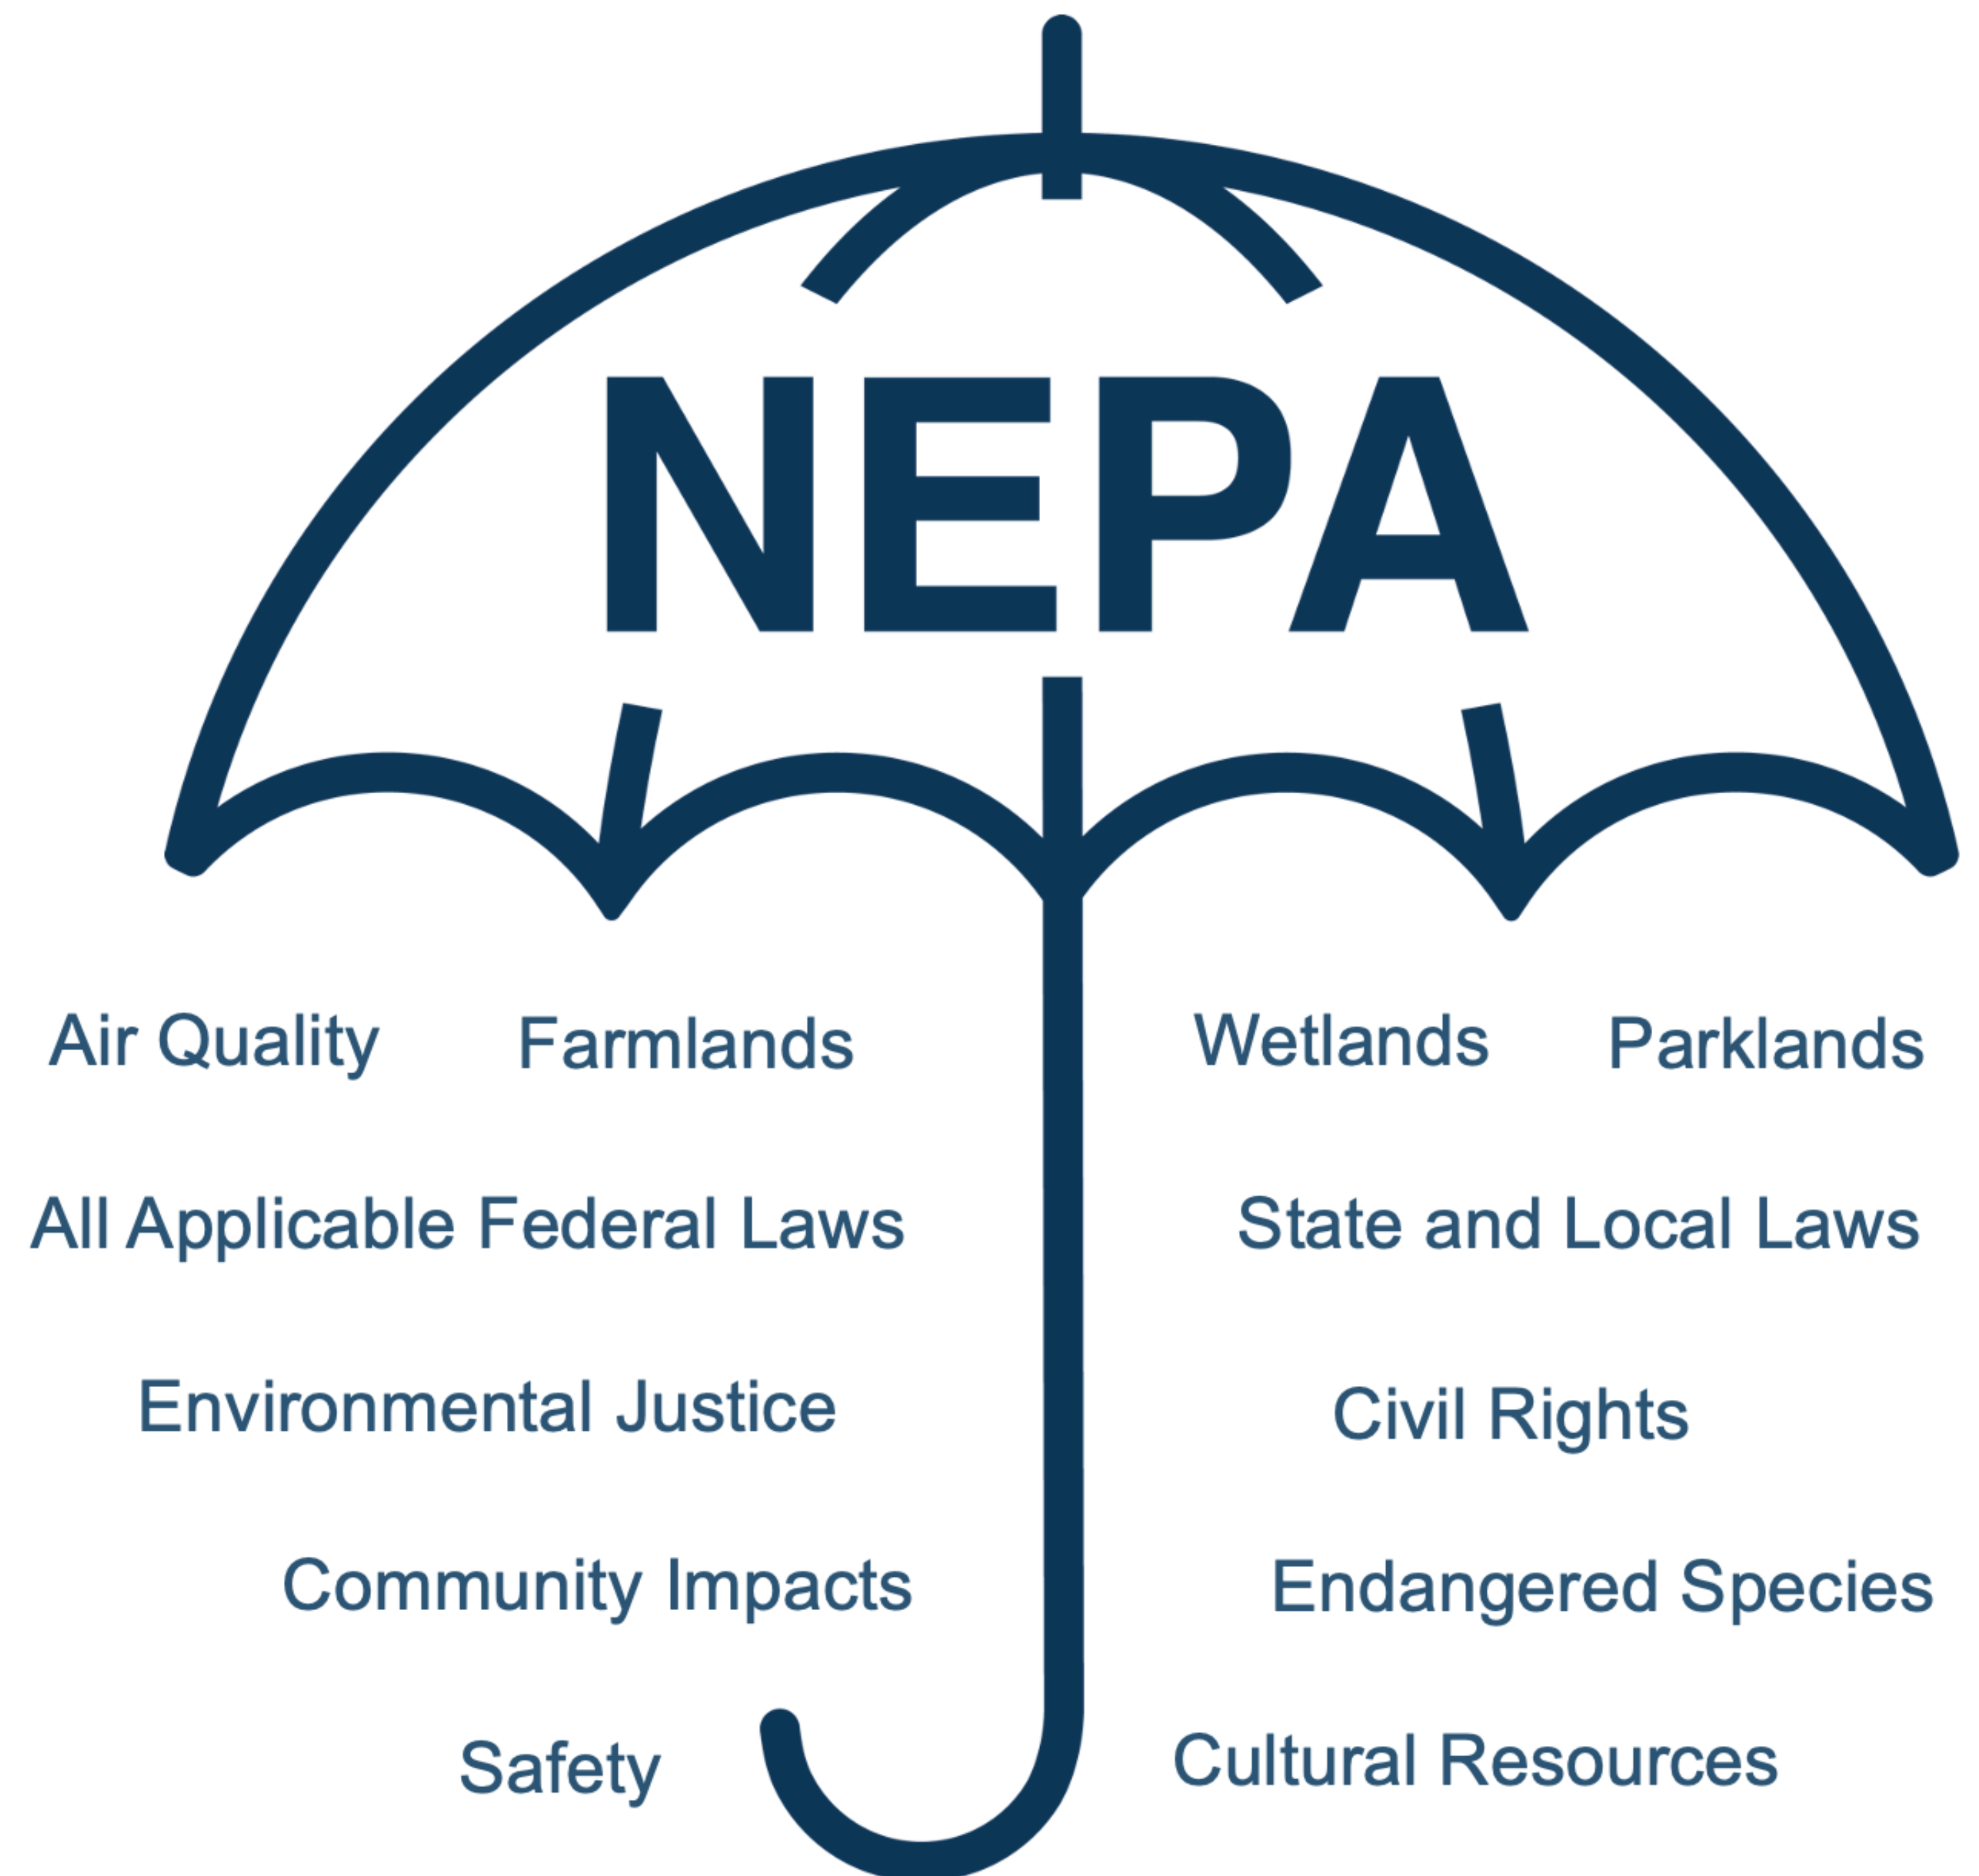 NEPA
Air Quality Farmlands Wetlands Parklands
All Applicable Federal Laws State and Local Laws
Environmental Justice Civil Rights
Community Impacts Endangered Species
Safety Cultural Resources